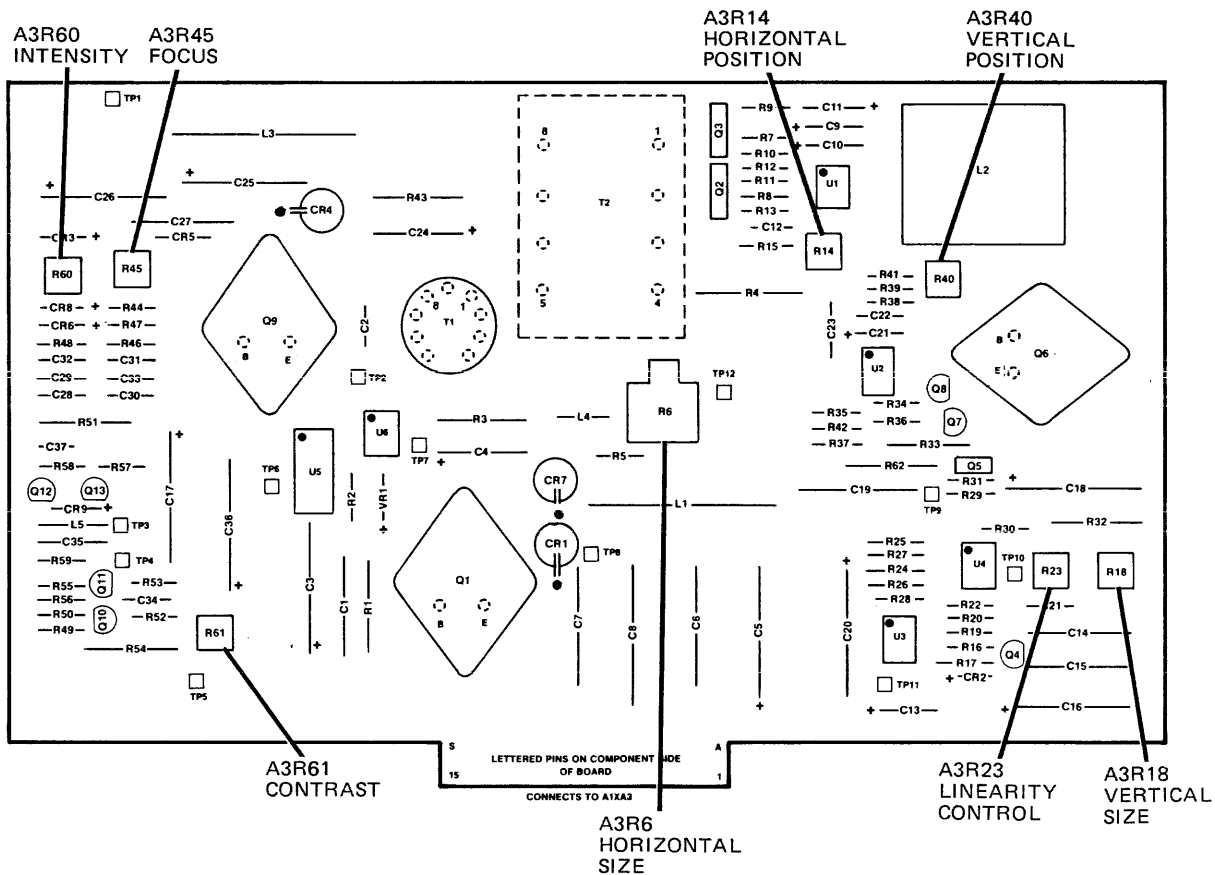 A3R60
INTENSITY
A3R45
FOCUS
A3R14
HORIZONTAL
POSITION
A3R40
VERTICAL
POSITION
TP1
L3
+
C26
+
C25
C27
CR3 +
CR5
CR4
R43
C24 +
R60
R45
CR8 +
R44
CR6 +
R47
R48
R46
C32
C31
C29
C33
C28
C30
Q9
B
E
C2
TP2
8
1
T1
8
1
T2
5
4
Q3
Q2
R9
R7
R10
R12
R11
R8
R13
C12
R15
C11 +
+ C9
+ C10
U1
R14
L2
R4
C23
R41
R39
R38
C22
+ C21
R40
U2
Q6
B
E
Q8
Q7
R34
R36
R35
R42
R37
R33
R62
Q5
R31
R29
C19
TP9
+
C18
R30
R32
R51
C37
R58
R57
Q12
Q13
CR9 +
L5
TP3
C35
R59
TP4
R55
R56
R50
R49
Q11
Q10
R53
C34
R52
R54
R61
TP5
+
C17
C36
+
TP6
U5
C3
+
U6
TP7
R2
VR1
+
C1
R1
R3
C4
+
L4
R5
R6
TP12
CR7
CR1
L1
TP8
Q1
B
E
C7
C8
C6
C5
+
+
C20
R25
R27
R24
R26
R28
U4
TP10
R23
R18
R22
R20
R19
R16
R17
+ CR2
U3
TP11
+ C13
Q4
C21
C14
C15
+
C16
S
15
LETTERED PINS ON COMPONENT SIDE
OF BOARD
A
1
CONNECTS TO A1XA3
A3R61
CONTRAST
A3R6
HORIZONTAL
SIZE
A3R23
LINEARITY
CONTROL
A3R18
VERTICAL
SIZE